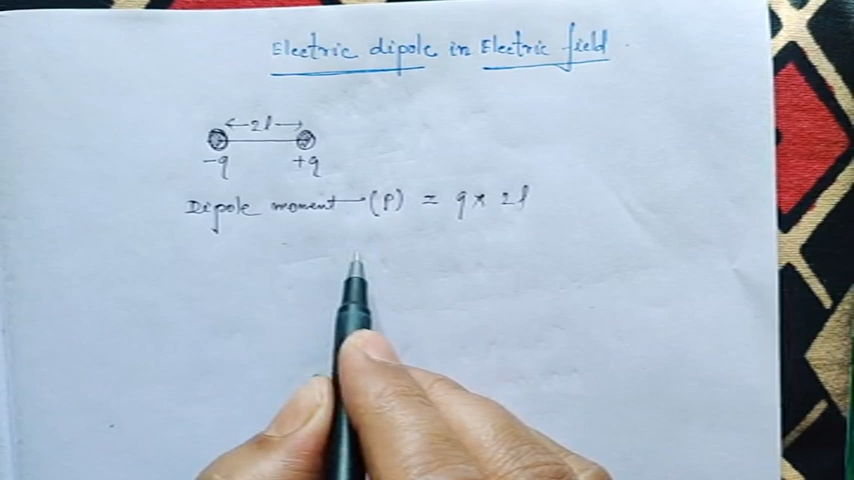 Electric dipole in Electric field
2l
-q +q
Dipole moment (P) = q × 2l